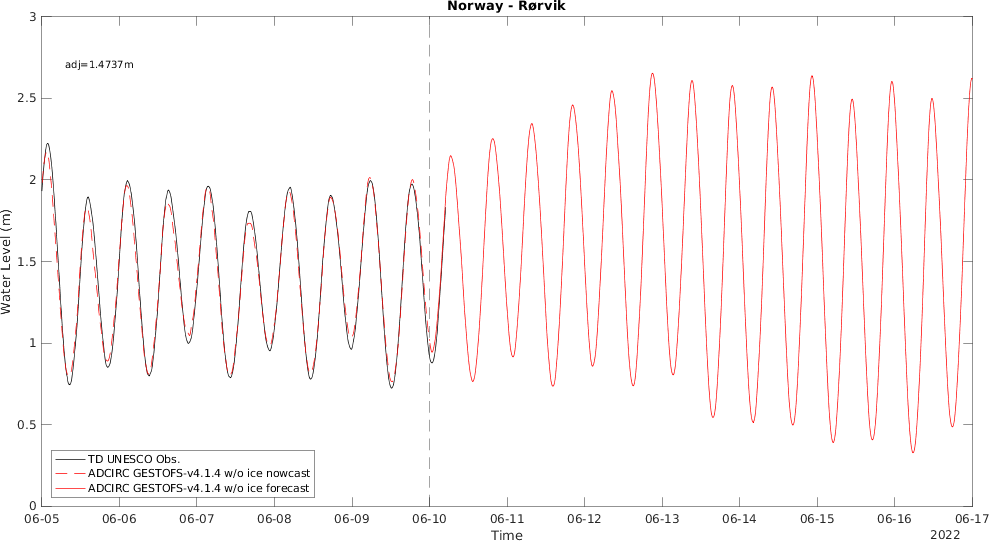 Norway - Rørvik
adj=1.4737m
Water Level (m)
3
2.5
2
1.5
1
0.5
0
TD UNESCO Obs.
ADCIRC GESTOFS-v4.1.4 w/o ice nowcast
ADCIRC GESTOFS-v4.1.4 w/o ice forecast
06-05 06-06 06-07 06-08 06-09 06-10 06-11 06-12 06-13 06-14 06-15 06-16 06-17
Time
2022